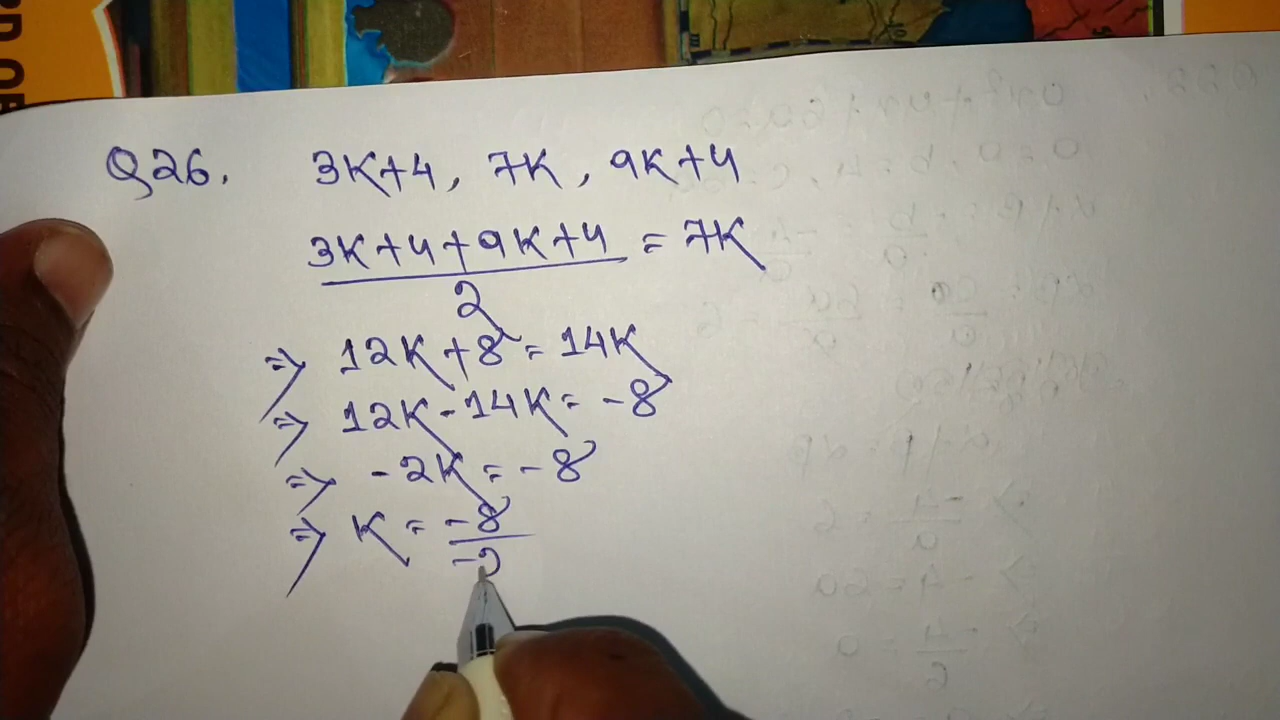 Q26. 3K+4, 7K, 9K+4
3K+4+9K+4 = 7K
2
⇒ 12K+8 = 14K
⇒ 12K-14K = -8
⇒ -2K = -8
⇒ K = -8
-2